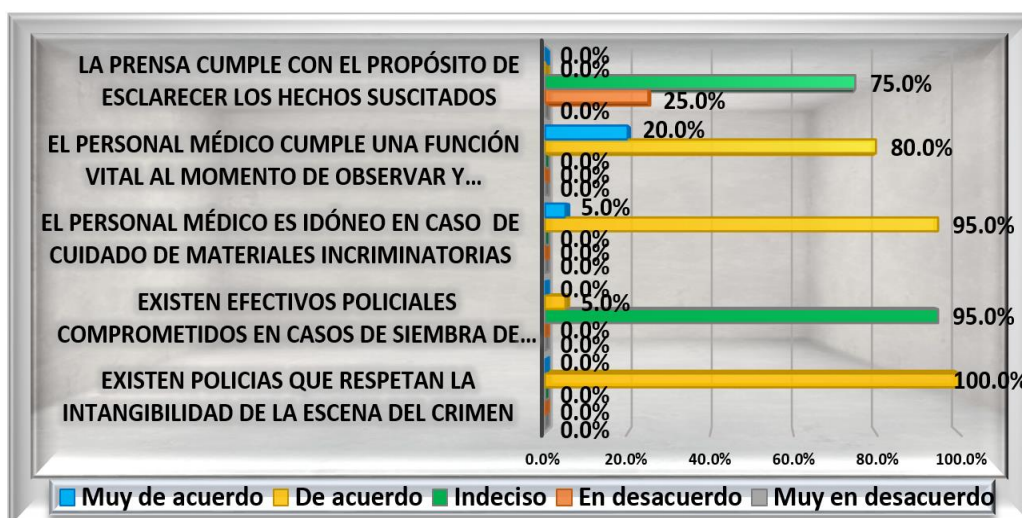 LA PRENSA CUMPLE CON EL PROPÓSITO DE
ESCLARECER LOS HECHOS SUSCITADOS
0.0%
0.0%
75.0%
25.0%
0.0%
EL PERSONAL MÉDICO CUMPLE UNA FUNCIÓN
VITAL AL MOMENTO DE OBSERVAR Y...
20.0%
80.0%
0.0%
0.0%
0.0%
EL PERSONAL MÉDICO ES IDÓNEO EN CASO DE
CUIDADO DE MATERIALES INCRIMINATORIAS
5.0%
95.0%
0.0%
0.0%
0.0%
EXISTEN EFECTIVOS POLICIALES
COMPROMETIDOS EN CASOS DE SIEMBRA DE...
0.0%
5.0%
95.0%
0.0%
0.0%
EXISTEN POLICIAS QUE RESPETAN LA
INTANGIBILIDAD DE LA ESCENA DEL CRIMEN
0.0%
100.0%
0.0%
0.0%
0.0%
0.0% 20.0% 40.0% 60.0% 80.0% 100.0%
Muy de acuerdo De acuerdo Indeciso En desacuerdo Muy en desacuerdo